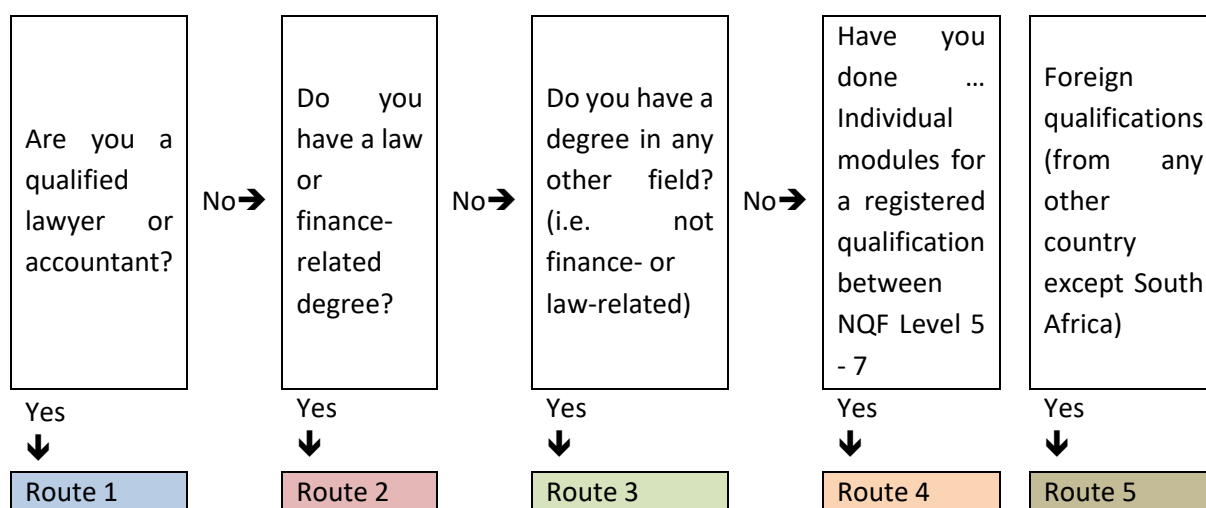 Are you a
qualified
lawyer or
accountant?
No➔
Do you
have a law
or
finance-
related
degree?
No➔
Do you have a
degree in any
other field?
(i.e. not
finance- or
law-related)
No➔
Have you
done …
Individual
modules for
a registered
qualification
between
NQF Level 5
- 7
Foreign
qualifications
(from any
other
country
except South
Africa)
Yes
Yes
Yes
Yes
Yes
Route 1
Route 2
Route 3
Route 4
Route 5